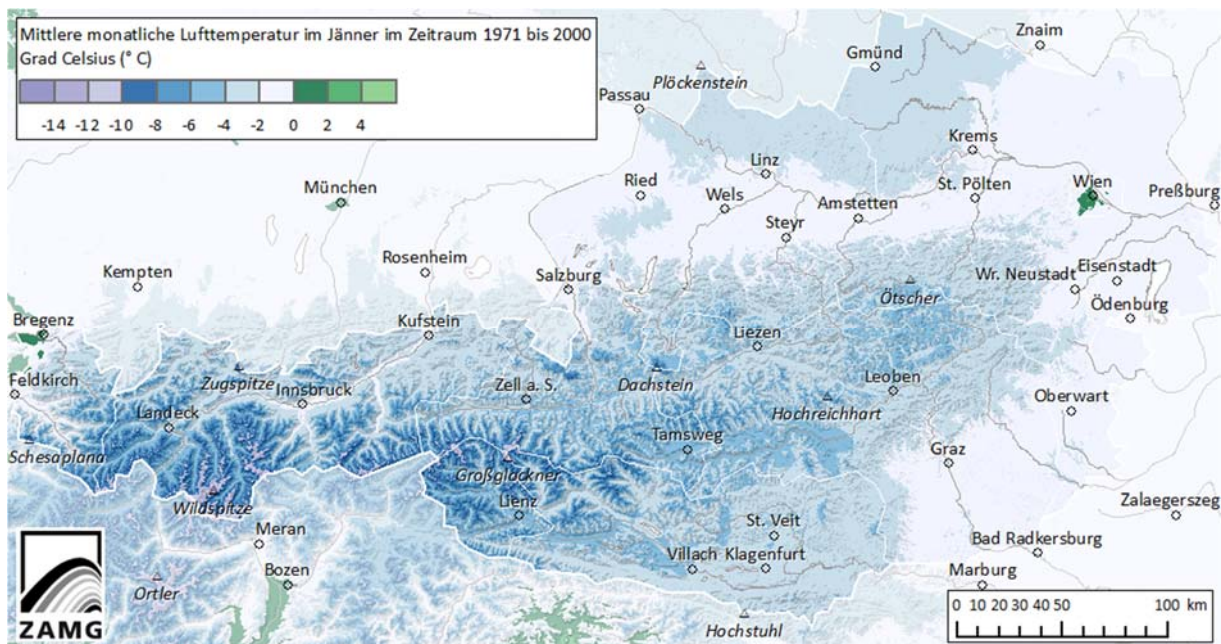 Mittlere monatliche Lufttemperatur im Jänner im Zeitraum 1971 bis 2000
Grad Celsius (° C)
-14 -12 -10 -8 -6 -4 -2 0 2 4
Znaim
Gmünd
Plöckenstein
Passau
Krems
Linz
München
Ried
Wels
St. Pölten
Wien
Preßburg
Amstetten
Steyr
Rosenheim
Kempten
Salzburg
Wr. Neustadt
Eisenstadt
Ötscher
Ödenburg
Bregenz
Kufstein
Liezen
Feldkirch
Zugspitze
Innsbruck
Zell a. S.
Dachstein
Leoben
Landeck
Hochreichhart
Oberwart
Schesaplana
Tamsweg
Graz
Großglockner
Wildspitze
Lienz
Zalaegerszeg
Meran
St. Veit
Bad Radkersburg
Villach
Klagenfurt
Ortler
Bozen
Marburg
Hochstuhl
ZAMG
0 10 20 30 40 50 100 km